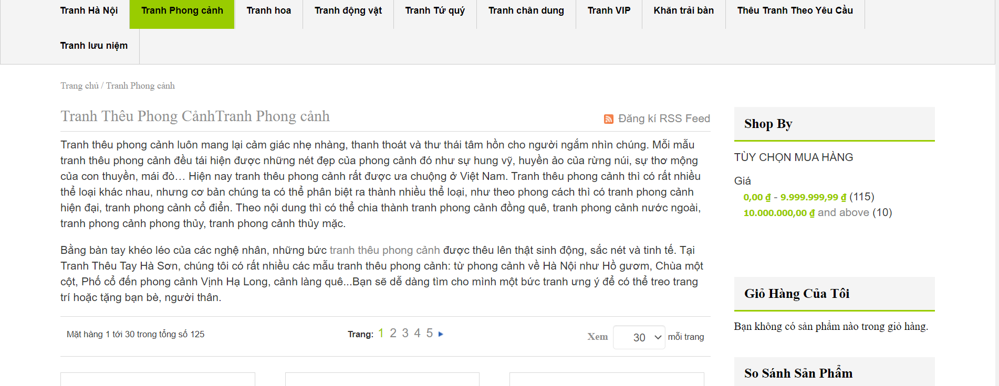 Tranh Hà Nội
Tranh Phong cảnh
Tranh hoa
Tranh động vật
Tranh Tứ quý
Tranh chân dung
Tranh VIP
Khăn trải bàn
Thêu Tranh Theo Yêu Cầu
Tranh lưu niệm
Trang chủ / Tranh Phong cảnh
Tranh Thêu Phong CảnhTranh Phong cảnh
Đăng kí RSS Feed
Tranh thêu phong cảnh luôn mang lại cảm giác nhẹ nhàng, thanh thoát và thư thái tâm hồn cho người ngắm nhìn chúng. Mỗi mẫu
tranh thêu phong cảnh đều tái hiện được những nét đẹp của phong cảnh đó như sự hung vỹ, huyền ảo của rừng núi, sự thơ mộng
của con thuyền, mái đò… Hiện nay tranh thêu phong cảnh rất được ưa chuộng ở Việt Nam. Tranh thêu phong cảnh thì có rất nhiều
thể loại khác nhau, nhưng cơ bản chúng ta có thể phân biệt ra thành nhiều thể loại, như theo phong cách thì có tranh phong cảnh
hiện đại, tranh phong cảnh cổ điển. Theo nội dung thì có thể chia thành tranh phong cảnh đồng quê, tranh phong cảnh nước ngoài,
tranh phong cảnh phong thủy, tranh phong cảnh thủy mặc.
Bằng bàn tay khéo léo của các nghệ nhân, những bức tranh thêu phong cảnh được thêu lên thật sinh động, sắc nét và tinh tế. Tại
Tranh Thêu Tay Hà Sơn, chúng tôi có rất nhiều các mẫu tranh thêu phong cảnh: từ phong cảnh về Hà Nội như Hồ gươm, Chùa một
cột, Phố cổ đến phong cảnh Vịnh Hạ Long, cảnh làng quê...Bạn sẽ dễ dàng tìm cho mình một bức tranh ưng ý để có thể treo trang
trí hoặc tặng bạn bè, người thân.
Mặt hàng 1 tới 30 trong tổng số 125
Trang: 1 2 3 4 5
Xem 30 mỗi trang
Shop By
TÙY CHỌN MUA HÀNG
Giá
0,00 ₫ - 9.999.999,99 ₫ (115)
10.000.000,00 ₫ and above (10)
Giỏ Hàng Của Tôi
Bạn không có sản phẩm nào trong giỏ hàng.
So Sánh Sản Phẩm